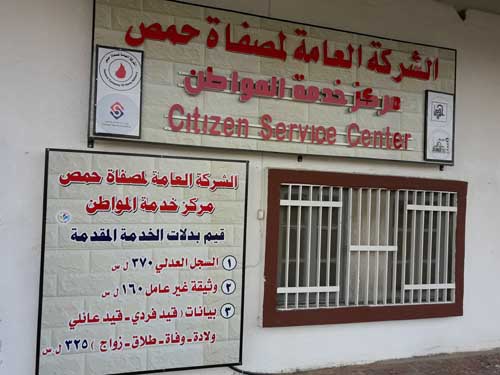 الشركة العامة لمصفاة حمص
مركز خدمة المواطن
Citizen Service Center
الشركة العامة لمصفاة حمص
مركز خدمة المواطن
قيم بدلات الخدمة المقدمة
١ السجل العدلي ٣٧٠ ل.س
٢ وثيقة غير عامل ١٦٠ ل.س
٣ بيانات ( قيد فردي - قيد عائلي
ولادة - وفاة - طلاق - زواج ) ٣٢٥ ل.س